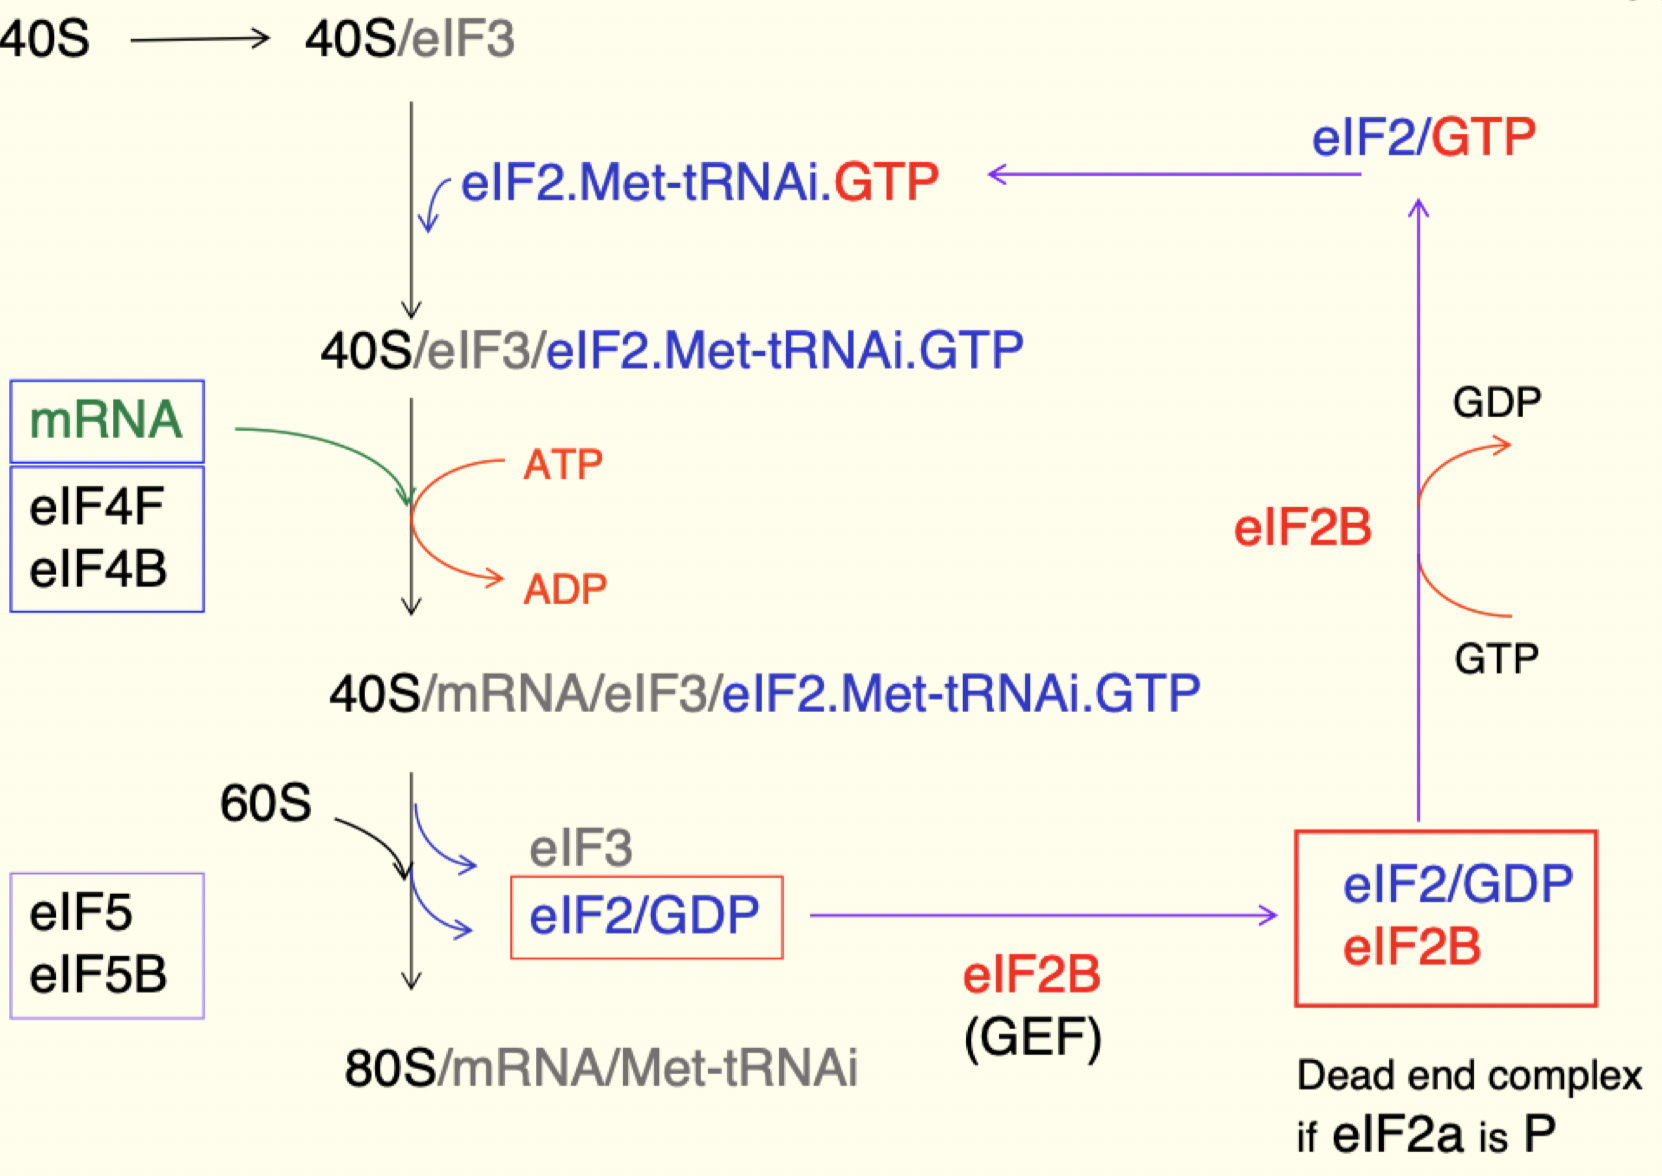 40S
40S/eIF3
eIF2/GTP
eIF2.Met-tRNAi.GTP
40S/eIF3/eIF2.Met-tRNAi.GTP
mRNA
GDP
ATP
eIF4F
eIF2B
eIF4B
ADP
GTP
40S/mRNA/eIF3/eIF2.Met-tRNAi.GTP
60S
eIF3
eIF2/GDP
eIF2/GDP
eIF5
eIF2B
eIF5B
eIF2B
(GEF)
80S/mRNA/Met-tRNAi
Dead end complex
if eIF2a is P